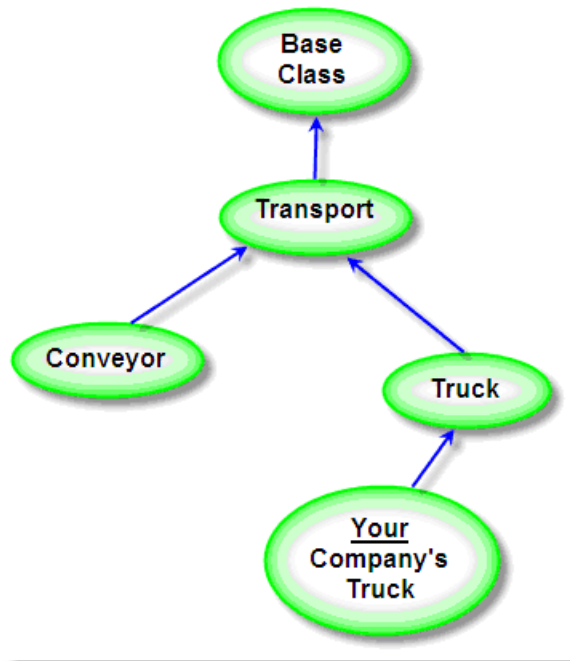 Base
Class
Transport
Conveyor
Truck
Your
Company's
Truck